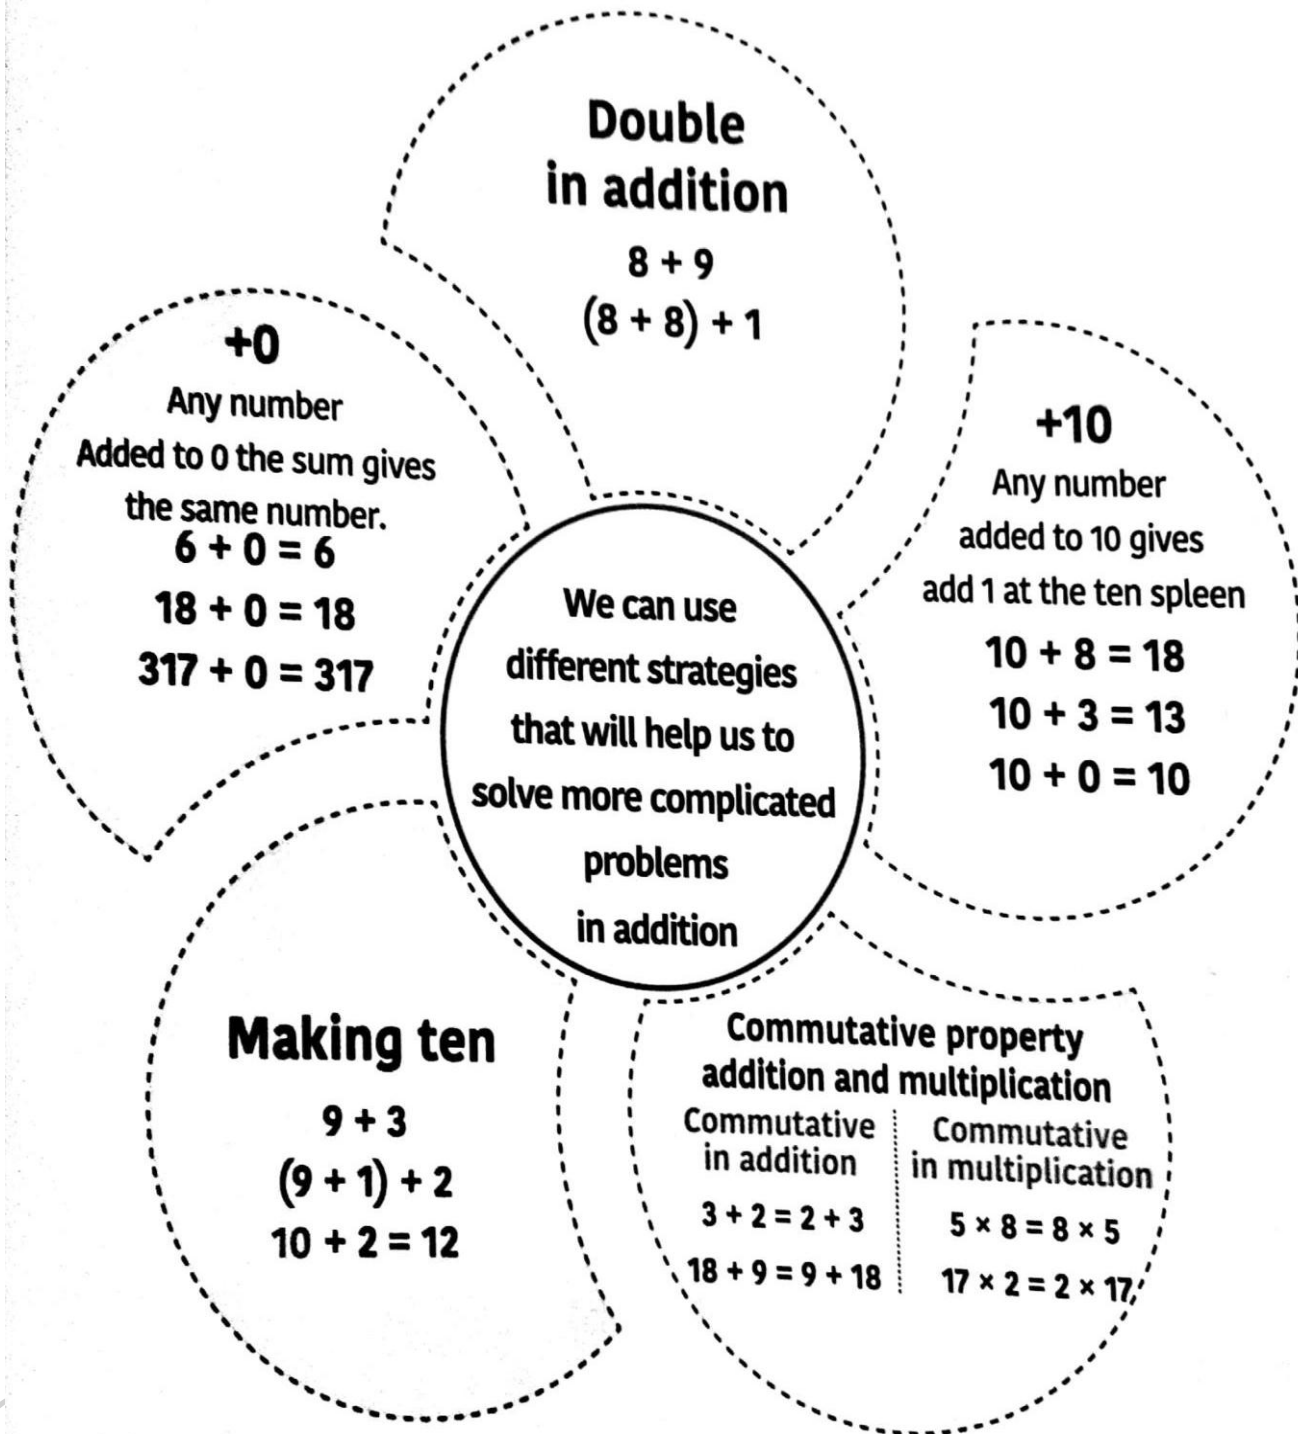 Double
in addition
8 + 9
(8 + 8) + 1
+0
Any number
Added to 0 the sum gives
the same number.
6 + 0 = 6
18 + 0 = 18
317 + 0 = 317
+10
Any number
added to 10 gives
add 1 at the ten spleen
10 + 8 = 18
10 + 3 = 13
10 + 0 = 10
We can use
different strategies
that will help us to
solve more complicated
problems
in addition
Making ten
9 + 3
(9 + 1) + 2
10 + 2 = 12
Commutative property
addition and multiplication
Commutative
in addition
3 + 2 = 2 + 3
18 + 9 = 9 + 18
Commutative
in multiplication
5 × 8 = 8 × 5
17 × 2 = 2 × 17